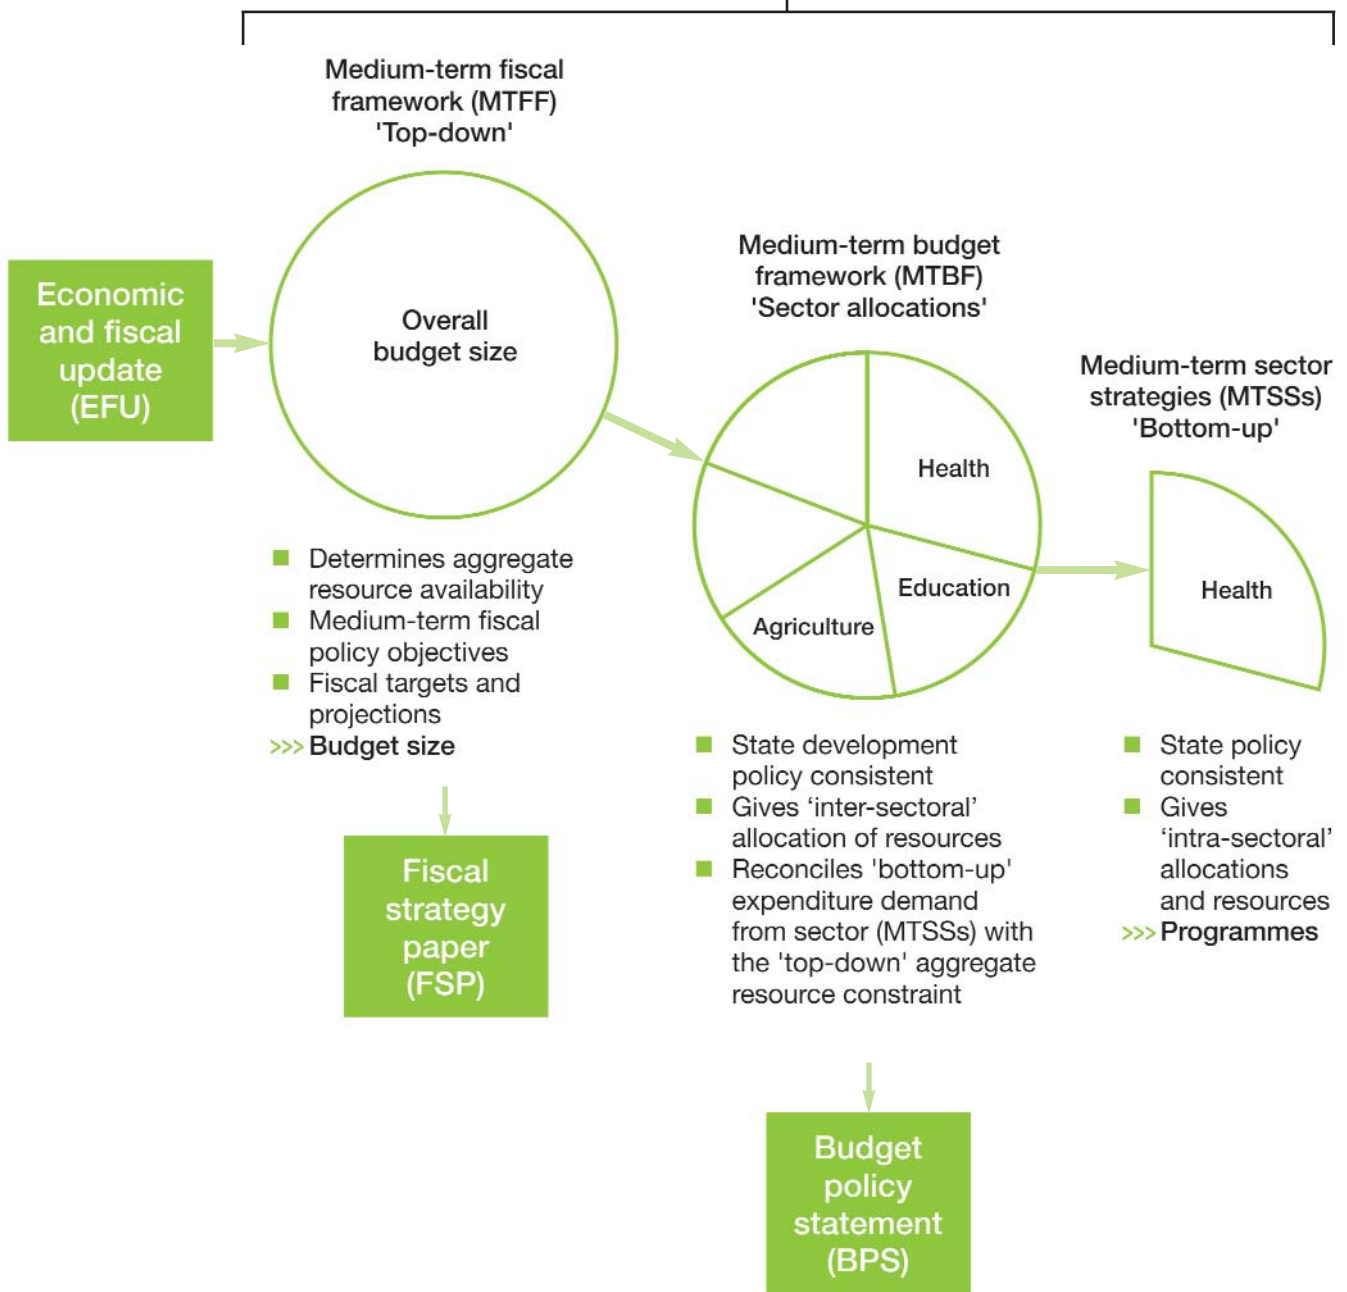 Medium-term fiscal
framework (MTFF)
'Top-down'
Economic
and fiscal
update
(EFU)
Overall
budget size
■ Determines aggregate
resource availability
■ Medium-term fiscal
policy objectives
■ Fiscal targets and
projections
>>> Budget size
Fiscal
strategy
paper
(FSP)
Medium-term budget
framework (MTBF)
'Sector allocations'
Health
Education
Agriculture
■ State development
policy consistent
■ Gives ‘inter-sectoral’
allocation of resources
■ Reconciles 'bottom-up'
expenditure demand
from sector (MTSSs) with
the 'top-down' aggregate
resource constraint
Budget
policy
statement
(BPS)
Medium-term sector
strategies (MTSSs)
'Bottom-up'
Health
■ State policy
consistent
■ Gives
‘intra-sectoral’
allocations
and resources
>>> Programmes